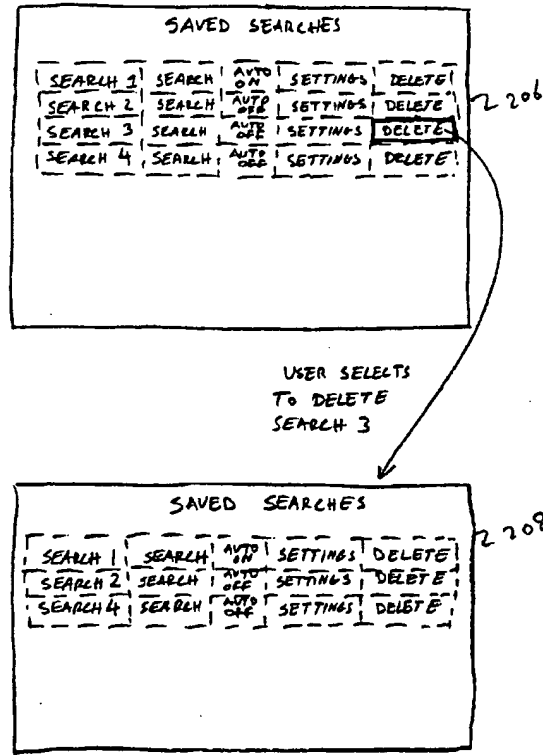 SAVED SEARCHES
SEARCH 1 SEARCH AUTO ON SETTINGS DELETE
SEARCH 2 SEARCH AUTO OFF SETTINGS DELETE
SEARCH 3 SEARCH AUTO OFF SETTINGS DELETE
SEARCH 4 SEARCH AUTO OFF SETTINGS DELETE
206
USER SELECTS
TO DELETE
SEARCH 3
SAVED SEARCHES
208
SEARCH 1 SEARCH AUTO ON SETTINGS DELETE
SEARCH 2 SEARCH AUTO OFF SETTINGS DELETE
SEARCH 4 SEARCH AUTO OFF SETTINGS DELETE